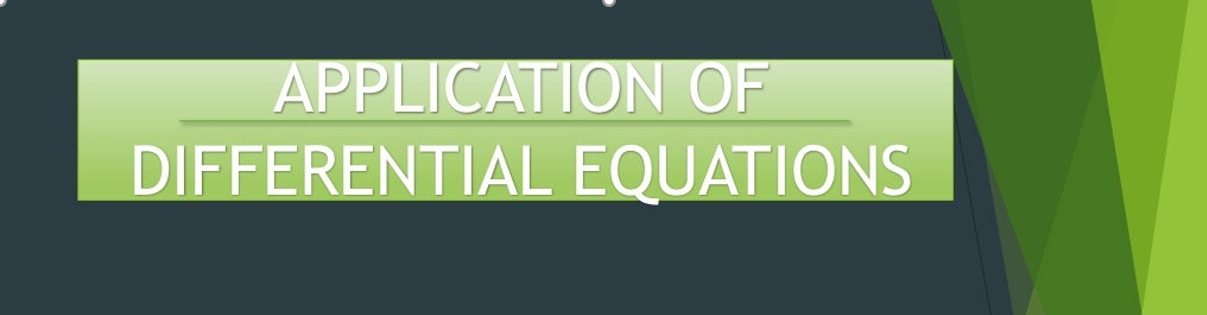 APPLICATION OF
DIFFERENTIAL EQUATIONS